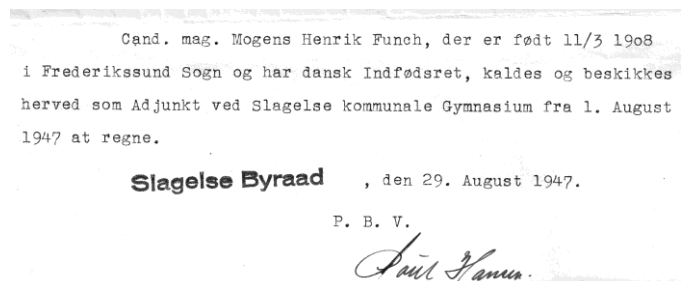 Cand. mag. Mogens Henrik Funch, der er født 11/3 1908
i Frederikssund Sogn og har dansk Indfødsret, kaldes og beskikkes
herved som Adjunkt ved Slagelse kommunale Gymnasium fra 1. August
1947 at regne.
Slagelse Byraad , den 29. August 1947.
P. B. V.
Poul Hansen.